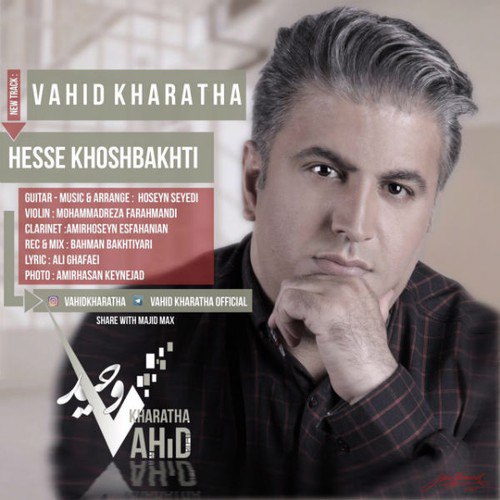 NEW TRACK :
VAHID KHARATHA
HESSE KHOSHBAKHTI
GUITAR - MUSIC & ARRANGE : HOSEYN SEYEDI
VIOLIN : MOHAMMADREZA FARAHMANDI
CLARINET :AMIRHOSEYN ESFAHANIAN
REC & MIX : BAHMAN BAKHTIYARI
LYRIC : ALI GHAFAEI
PHOTO : AMIRHASAN KEYNEJAD
VAHIDKHARATHA VAHID KHARATHA OFFICIAL
SHARE WITH MAJID MAX
وحید
KHARATHA
VAHID